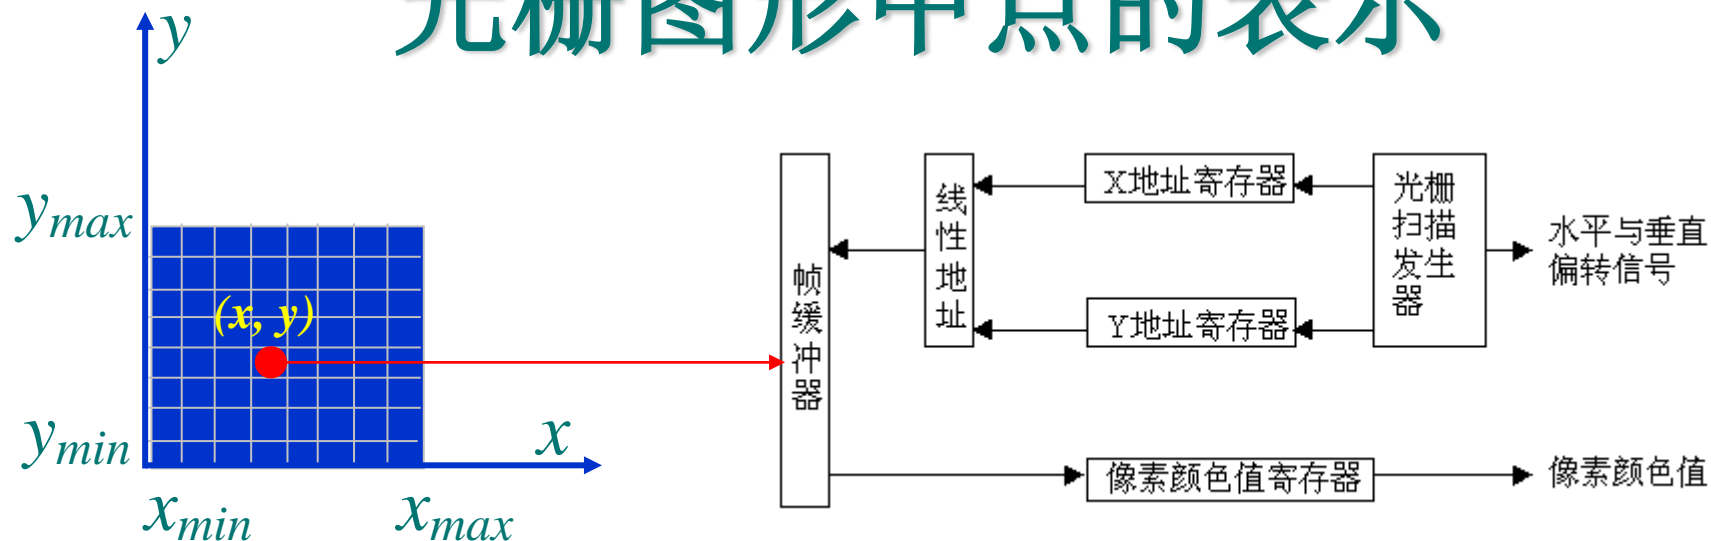 光栅图形中点的表示
y
ymax
(x, y)
ymin
x
xmin
xmax
帧缓冲器
线性地址
X地址寄存器
Y地址寄存器
光栅
扫描
发生
器
水平与垂直
偏转信号
像素颜色值寄存器
像素颜色值